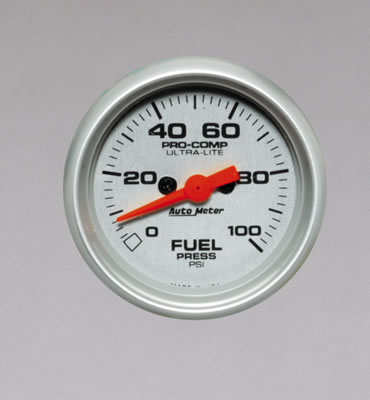 40 60
PRO-COMP
ULTRA-LITE
20 80
Auto Meter
0 FUEL 100
PRESS
PSI